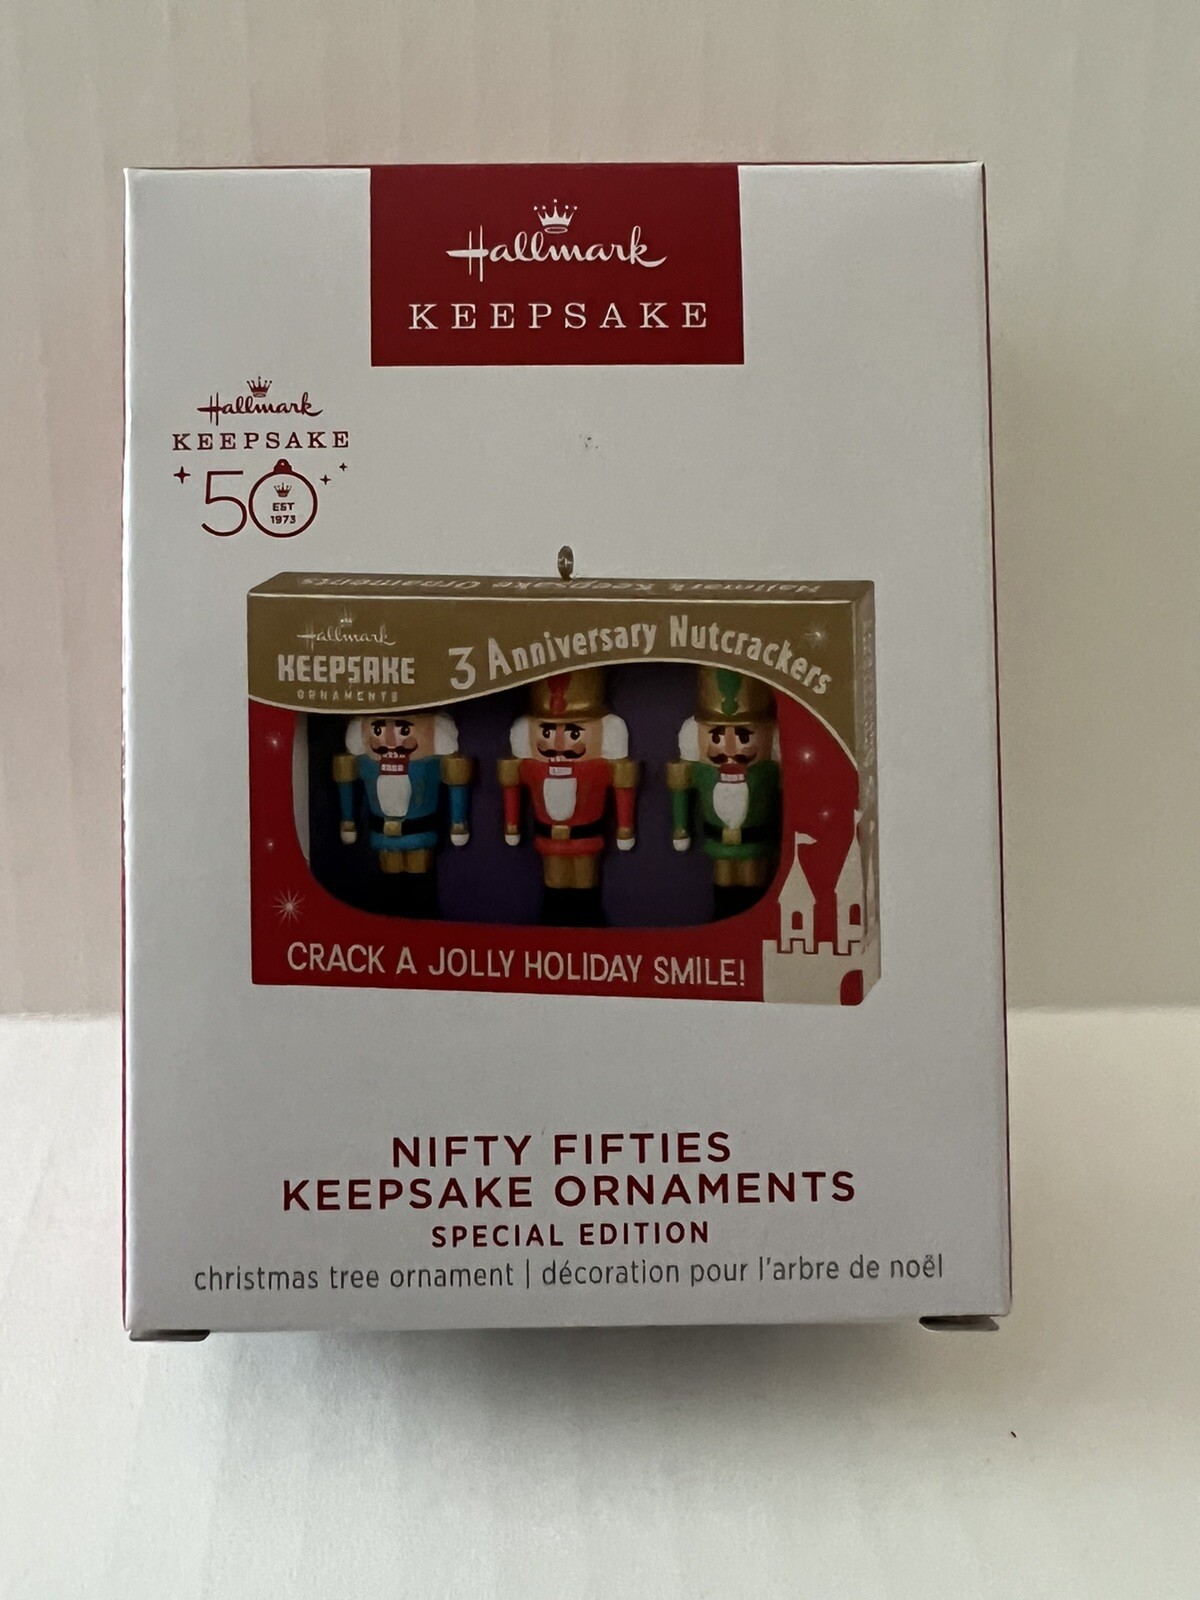 Hallmark
KEEPSAKE
Hallmark
KEEPSAKE
50
EST
1973
Hallmark Keepsake Ornaments
Hallmark
KEEPSAKE
ORNAMENTS
3 Anniversary Nutcrackers
CRACK A JOLLY HOLIDAY SMILE!
NIFTY FIFTIES
KEEPSAKE ORNAMENTS
SPECIAL EDITION
christmas tree ornament | décoration pour l'arbre de noël